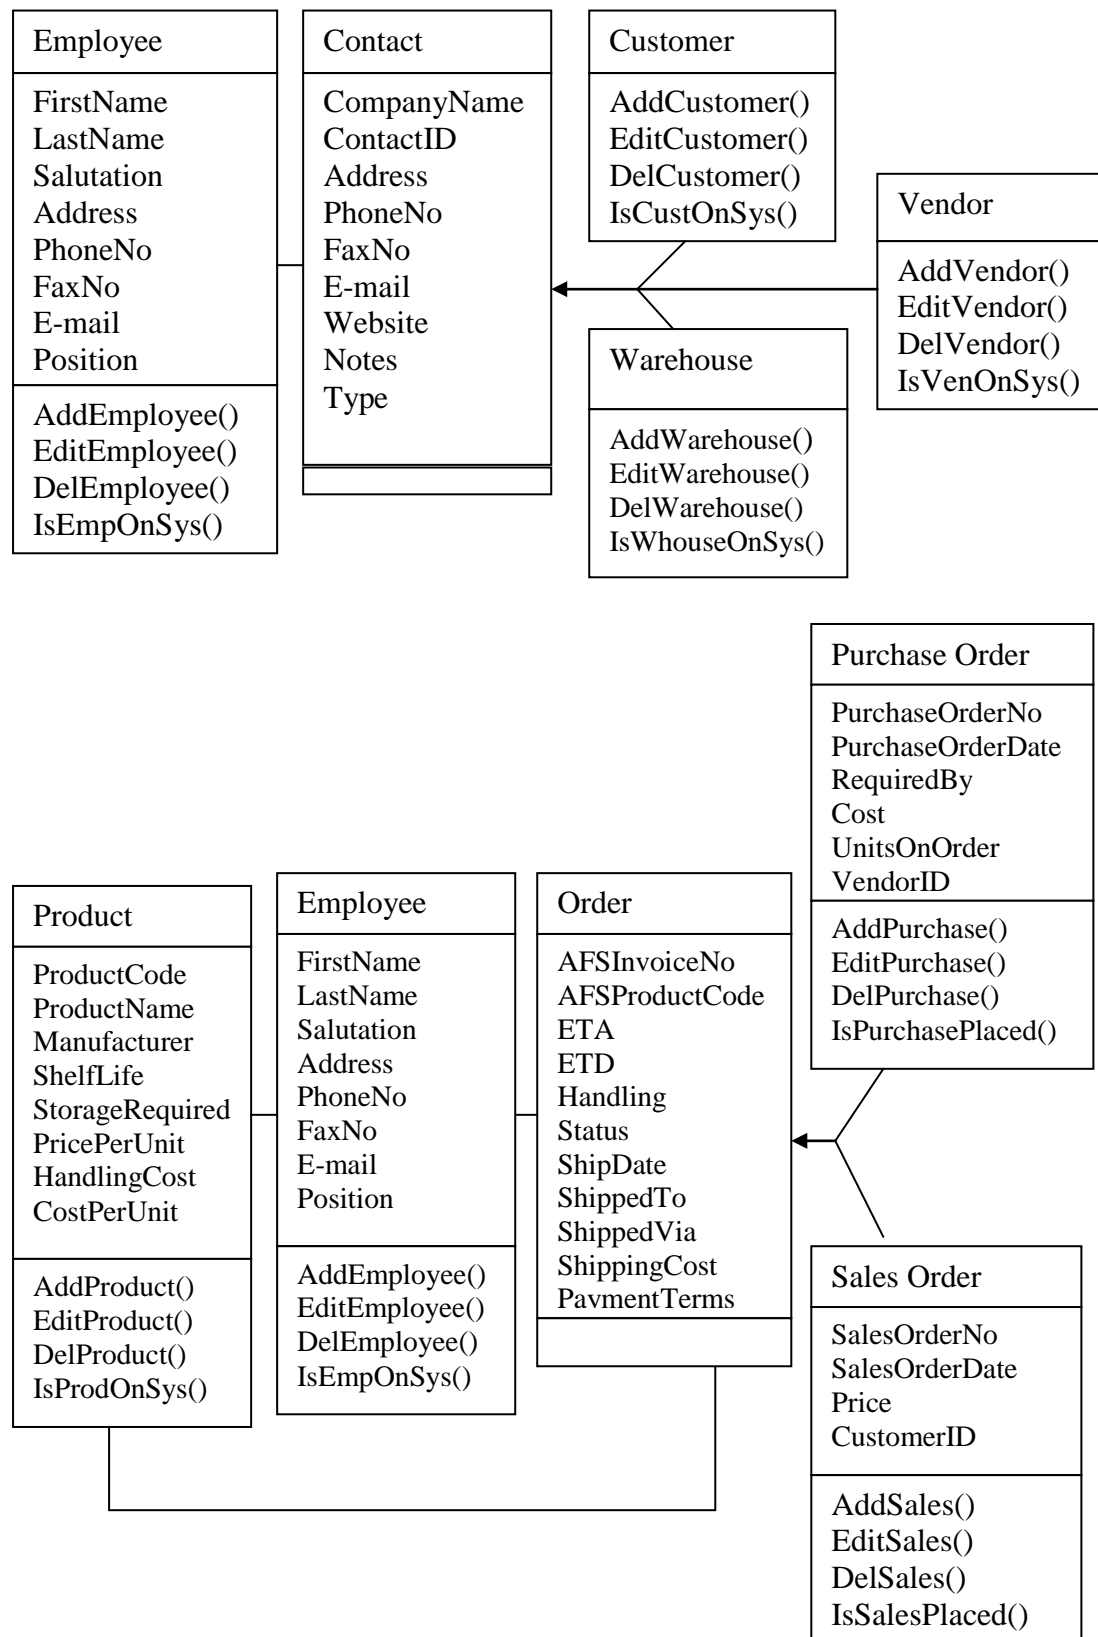 Employee
FirstName
LastName
Salutation
Address
PhoneNo
FaxNo
E-mail
Position
AddEmployee()
EditEmployee()
DelEmployee()
IsEmpOnSys()
Contact
CompanyName
ContactID
Address
PhoneNo
FaxNo
E-mail
Website
Notes
Type
Customer
AddCustomer()
EditCustomer()
DelCustomer()
IsCustOnSys()
Vendor
AddVendor()
EditVendor()
DelVendor()
IsVenOnSys()
Warehouse
AddWarehouse()
EditWarehouse()
DelWarehouse()
IsWhouseOnSys()
Purchase Order
PurchaseOrderNo
PurchaseOrderDate
RequiredBy
Cost
UnitsOnOrder
VendorID
AddPurchase()
EditPurchase()
DelPurchase()
IsPurchasePlaced()
Product
ProductCode
ProductName
Manufacturer
ShelfLife
StorageRequired
PricePerUnit
HandlingCost
CostPerUnit
AddProduct()
EditProduct()
DelProduct()
IsProdOnSys()
Employee
FirstName
LastName
Salutation
Address
PhoneNo
FaxNo
E-mail
Position
AddEmployee()
EditEmployee()
DelEmployee()
IsEmpOnSys()
Order
AFSInvoiceNo
AFSProductCode
ETA
ETD
Handling
Status
ShipDate
ShippedTo
ShippedVia
ShippingCost
PaymentTerms
Sales Order
SalesOrderNo
SalesOrderDate
Price
CustomerID
AddSales()
EditSales()
DelSales()
IsSalesPlaced()